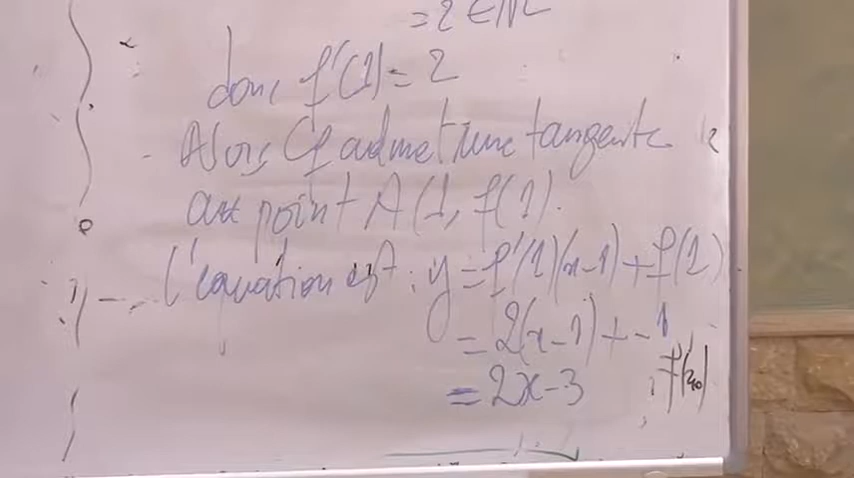 = 2 ∈ ℝ
donc f'(1) = 2
Alors Cf admet une tangente
au point A(1, f(1).
l'équation est : y = f'(1)(x-1) + f(1)
= 2(x-1) + -1
= 2x-3
f(x₀)